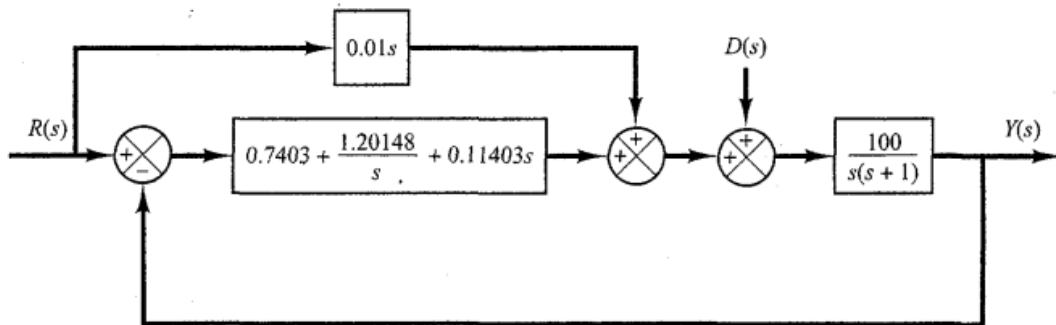 0.01s
D(s)
R(s)
+
−
0.7403 + 1.20148/s + 0.11403s
+
+
+
+
100/s(s + 1)
Y(s)